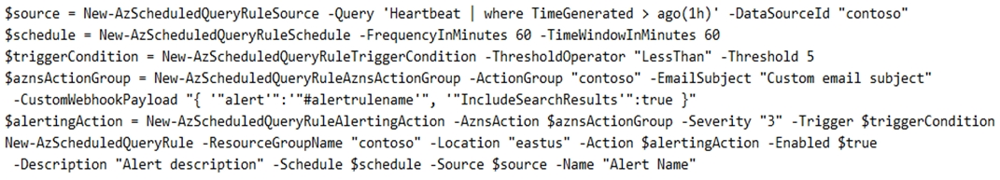 $source = New-AzScheduledQueryRuleSource -Query 'Heartbeat | where TimeGenerated > ago(1h)' -DataSourceId "contoso"
$schedule = New-AzScheduledQueryRuleSchedule -FrequencyInMinutes 60 -TimeWindowInMinutes 60
$triggerCondition = New-AzScheduledQueryRuleTriggerCondition -ThresholdOperator "LessThan" -Threshold 5
$aznsActionGroup = New-AzScheduledQueryRuleAznsActionGroup -ActionGroup "contoso" -EmailSubject "Custom email subject"
-CustomWebhookPayload "{ '"alert'":'"#alertrulename'", '"IncludeSearchResults'":true }"
$alertingAction = New-AzScheduledQueryRuleAlertingAction -AznsAction $aznsActionGroup -Severity "3" -Trigger $triggerCondition
New-AzScheduledQueryRule -ResourceGroupName "contoso" -Location "eastus" -Action $alertingAction -Enabled $true
-Description "Alert description" -Schedule $schedule -Source $source -Name "Alert Name"